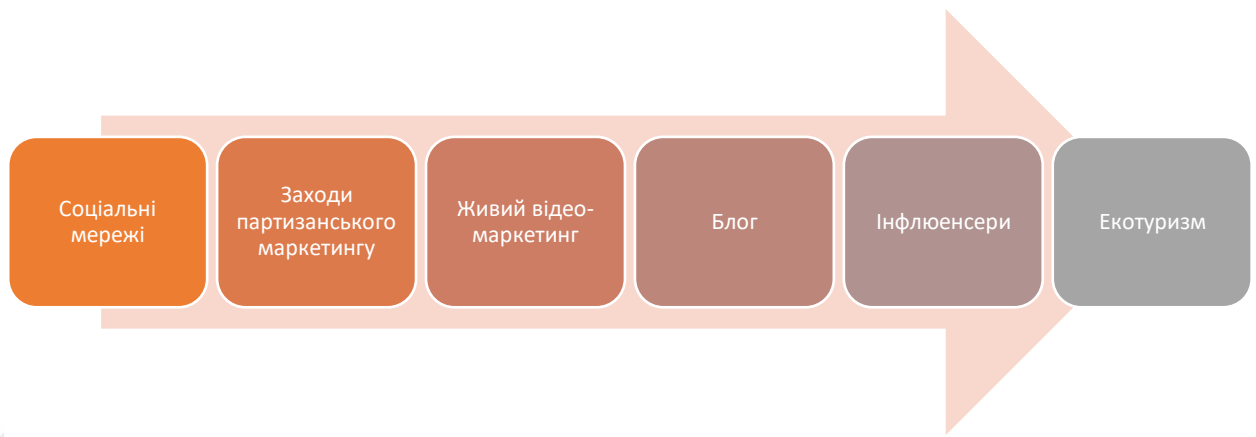 Соціальні
мережі
Заходи
партизанського
маркетингу
Живий відео-
маркетинг
Блог
Інфлюенсери
Екотуризм